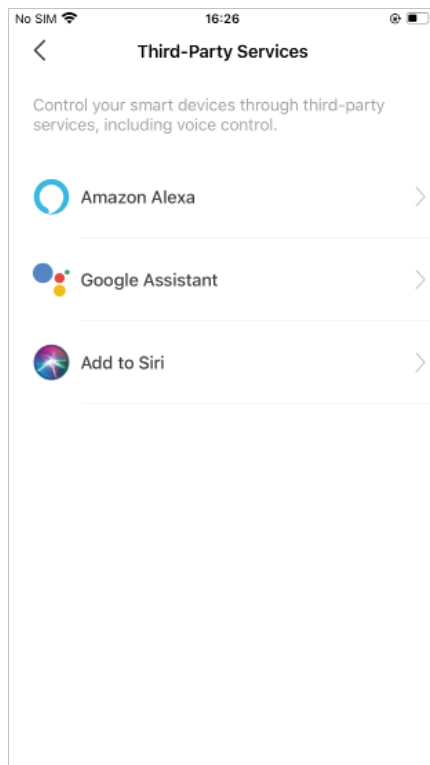 No SIM 16:26
Third-Party Services
Control your smart devices through third-party
services, including voice control.
Amazon Alexa
Google Assistant
Add to Siri